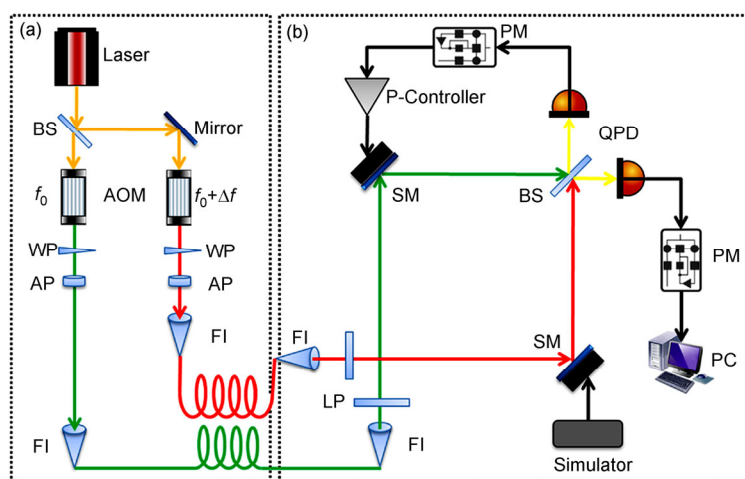 (a)
Laser
BS
Mirror
f₀
AOM
f₀+Δf
WP
WP
AP
AP
FI
FI
(b)
PM
P-Controller
QPD
SM
BS
PM
FI
SM
PC
LP
FI
Simulator